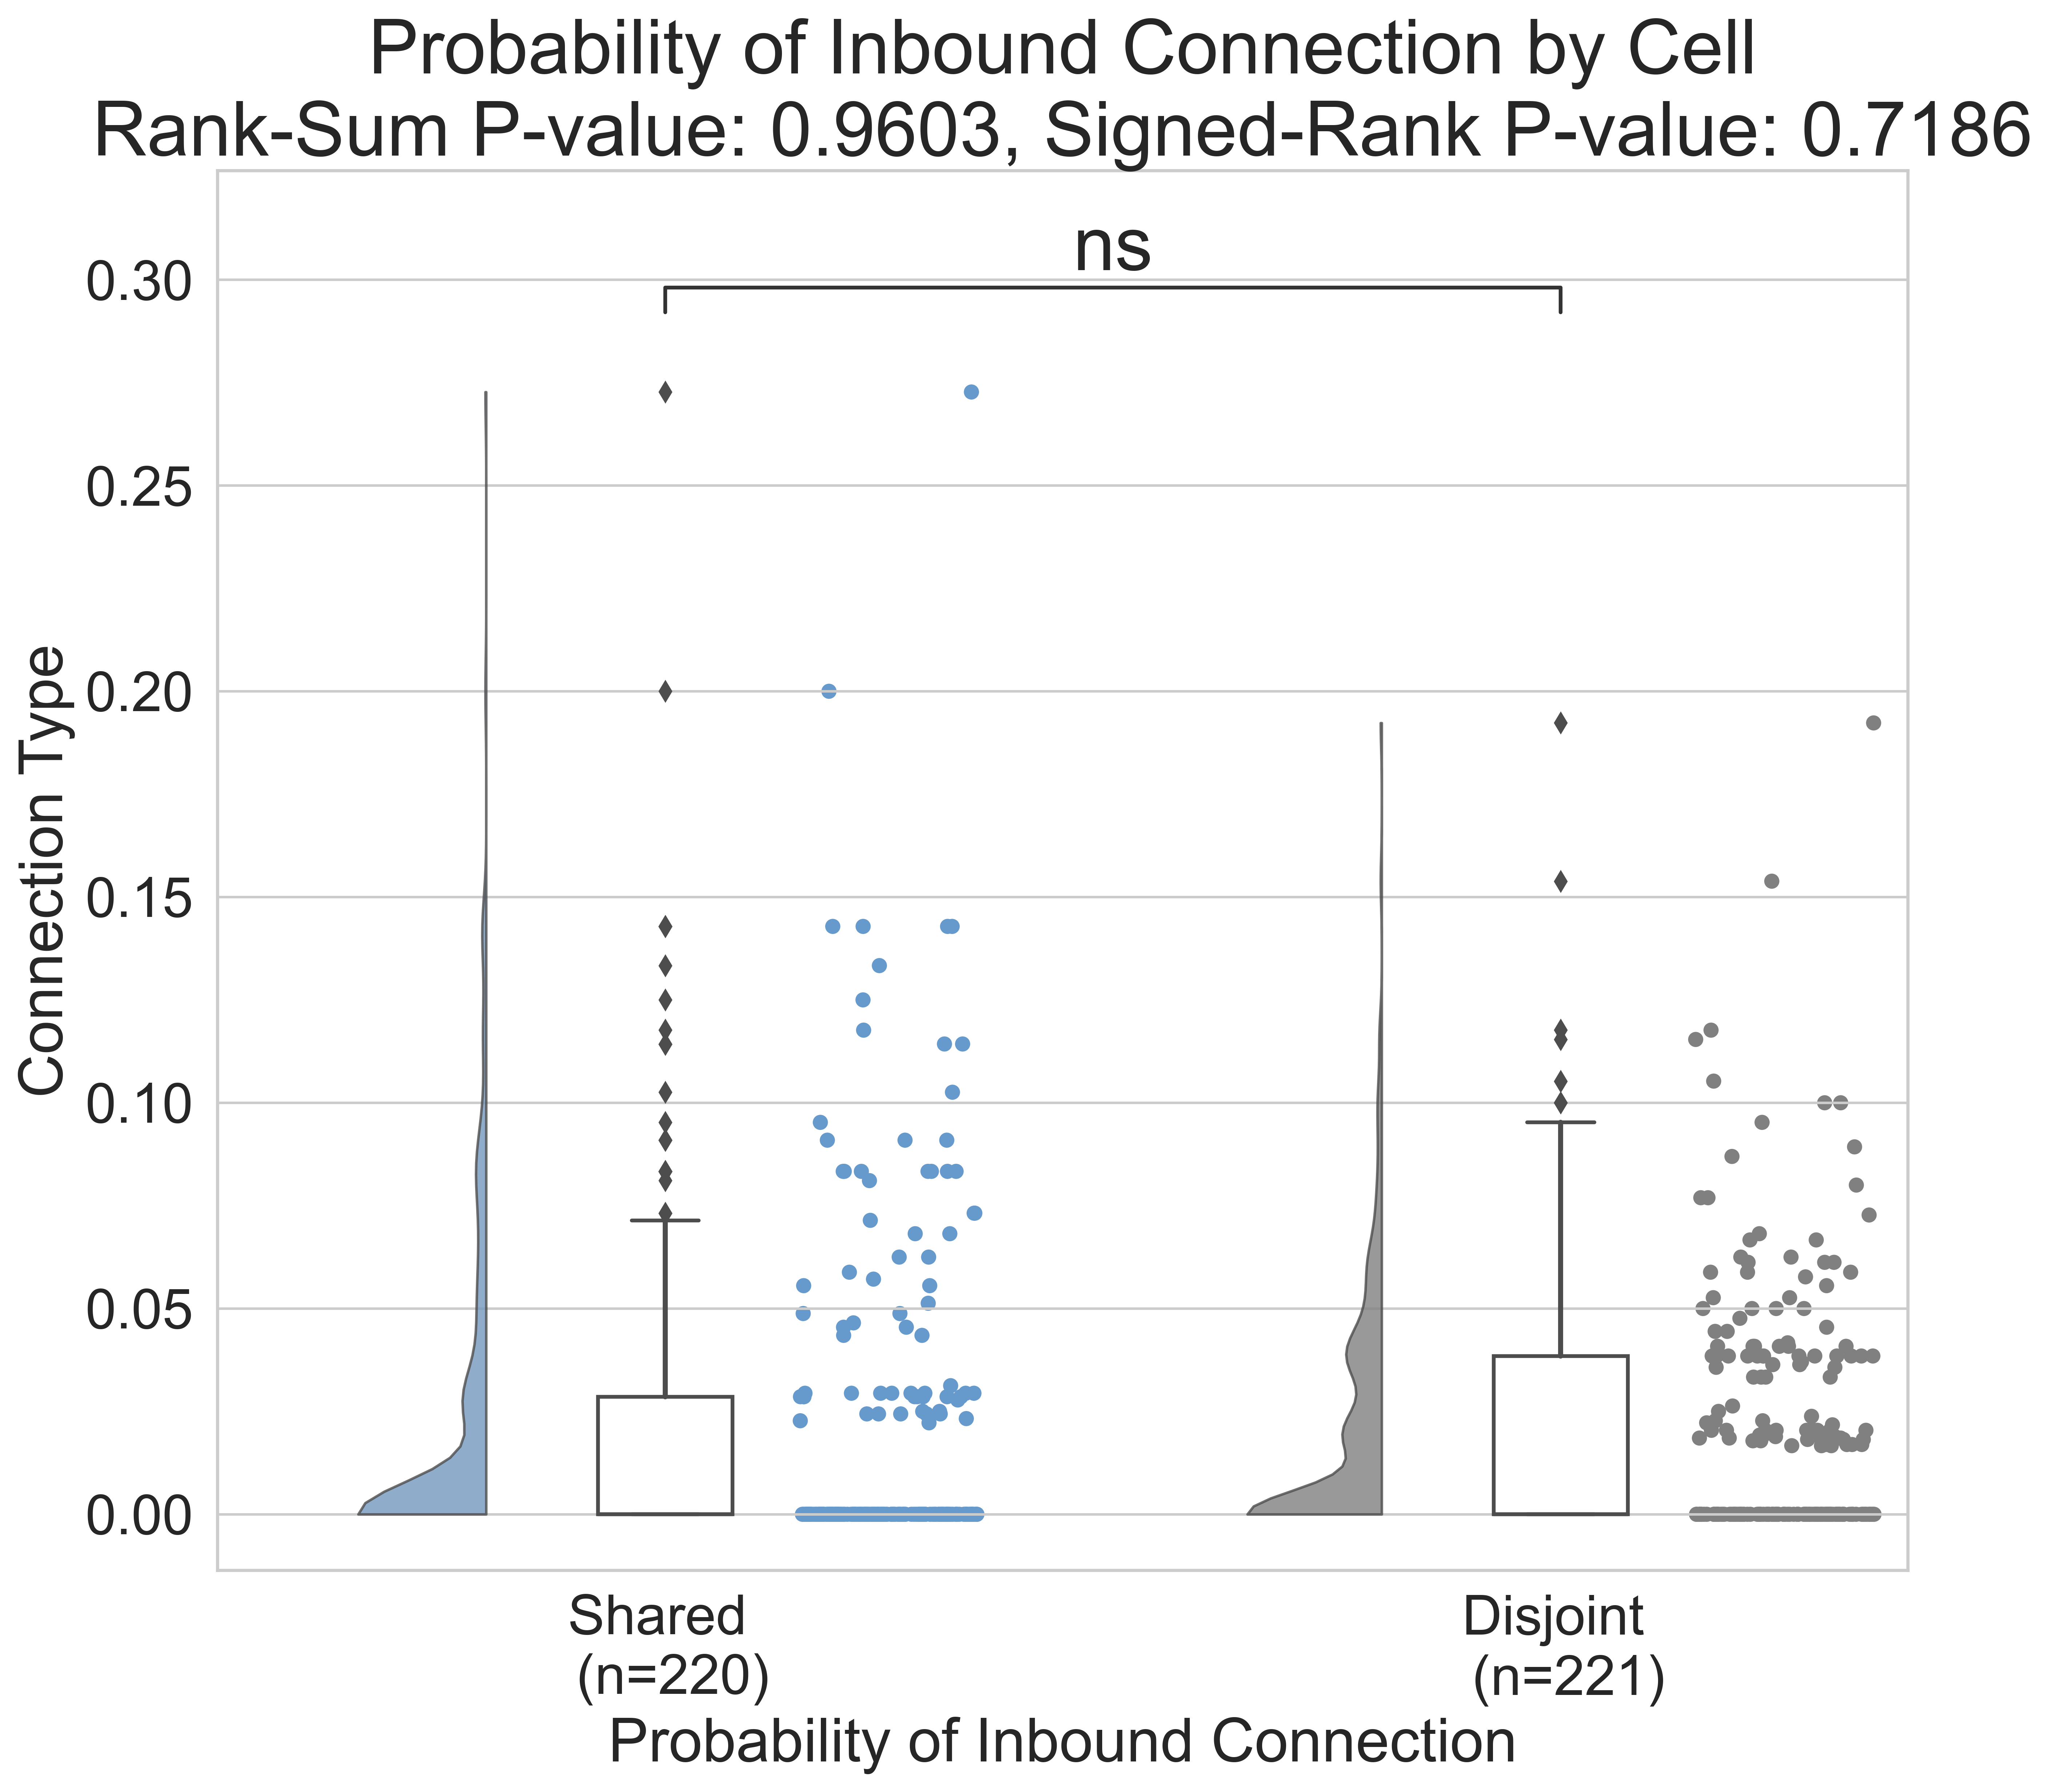 Probability of Inbound Connection by Cell
Rank-Sum P-value: 0.9603, Signed-Rank P-value: 0.7186
ns
0.30
0.25
0.20
0.15
0.10
0.05
0.00
Connection Type
Shared
(n=220)
Disjoint
(n=221)
Probability of Inbound Connection